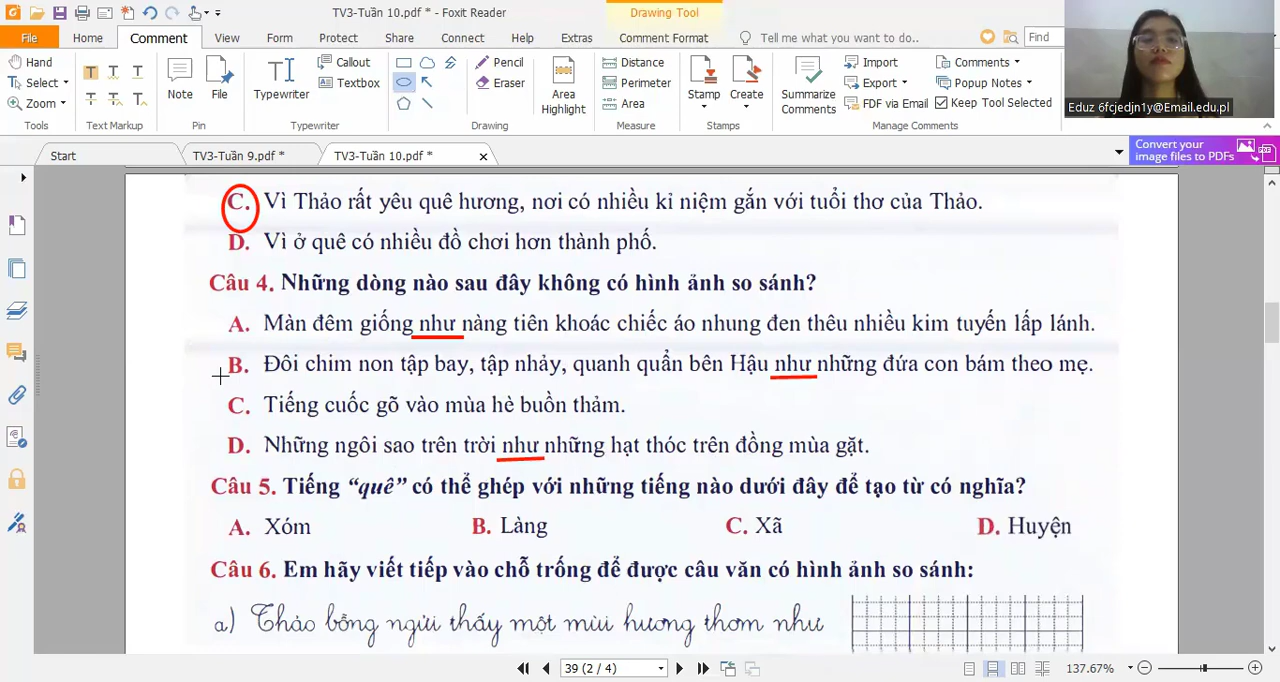 TV3-Tuần 10.pdf * - Foxit Reader
Drawing Tool
File Home Comment View Form Protect Share Connect Help Extras Comment Format Tell me what you want to do.. Find
Hand
Select
Zoom
Tools
Text Markup
Note
File
Pin
Typewriter
Callout
Textbox
Typewriter
Pencil
Eraser
Drawing
Area
Highlight
Distance
Perimeter
Area
Measure
Stamp
Create
Stamps
Summarize
Comments
Import
Export
FDF via Email
Comments
Popup Notes
Keep Tool Selected
Manage Comments
Eduz 6fcjedjn1y@Email.edu.pl
Start
TV3-Tuần 9.pdf *
TV3-Tuần 10.pdf *
Convert your
image files to PDFs
C. Vì Thảo rất yêu quê hương, nơi có nhiều kỉ niệm gắn với tuổi thơ của Thảo.
D. Vì ở quê có nhiều đồ chơi hơn thành phố.
Câu 4. Những dòng nào sau đây không có hình ảnh so sánh?
A. Màn đêm giống như nàng tiên khoác chiếc áo nhung đen thêu nhiều kim tuyến lấp lánh.
B. Đôi chim non tập bay, tập nhảy, quanh quẩn bên Hậu như những đứa con bám theo mẹ.
C. Tiếng cuốc gõ vào mùa hè buồn thảm.
D. Những ngôi sao trên trời như những hạt thóc trên đồng mùa gặt.
Câu 5. Tiếng “quê” có thể ghép với những tiếng nào dưới đây để tạo từ có nghĩa?
A. Xóm B. Làng C. Xã D. Huyện
Câu 6. Em hãy viết tiếp vào chỗ trống để được câu văn có hình ảnh so sánh:
a) Thảo bỗng ngửi thấy một mùi hương thơm như
39 (2 / 4)
137.67%